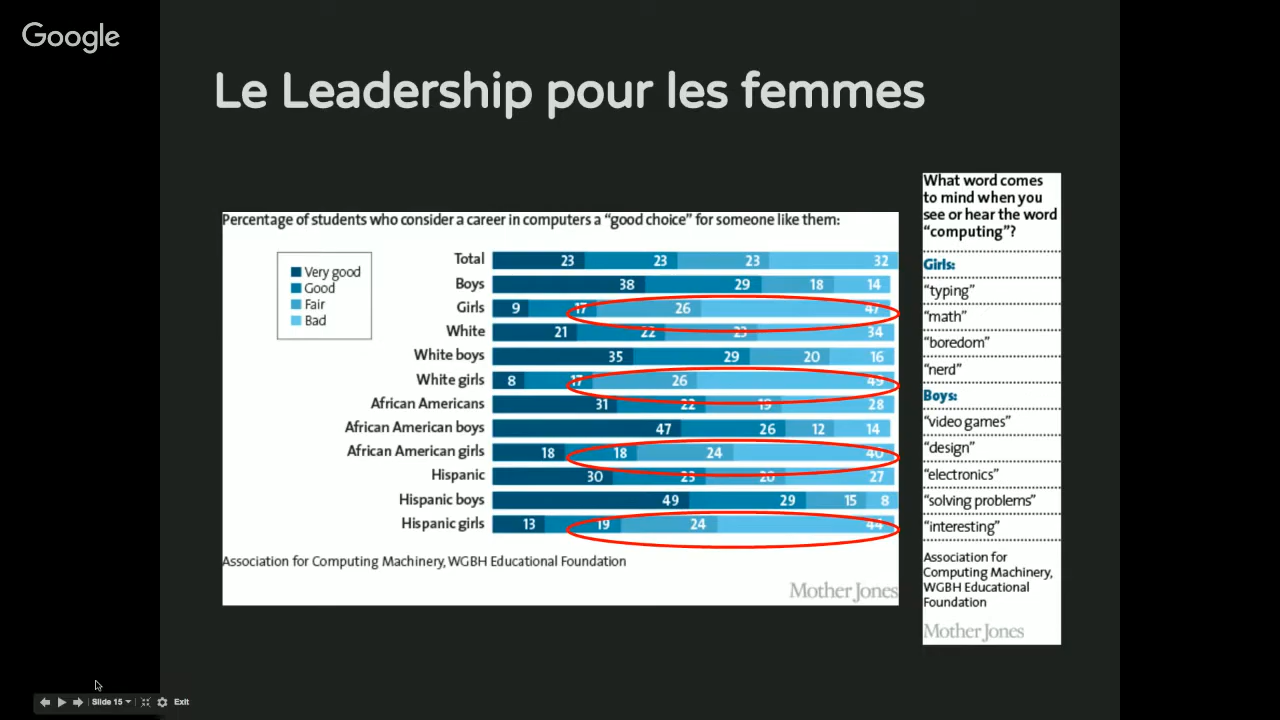 Google
Le Leadership pour les femmes
Percentage of students who consider a career in computers a “good choice” for someone like them:
Very good
Good
Fair
Bad
Total 23 23 23 32
Boys 38 29 18 14
Girls 9 17 26 47
White 21 22 23 34
White boys 35 29 20 16
White girls 8 17 26 49
African Americans 31 22 19 28
African American boys 47 26 12 14
African American girls 18 18 24 40
Hispanic 30 23 20 27
Hispanic boys 49 29 15 8
Hispanic girls 13 19 24 44
Association for Computing Machinery, WGBH Educational Foundation
Mother Jones
What word comes
to mind when you
see or hear the word
“computing”?
Girls:
“typing”
“math”
“boredom”
“nerd”
Boys:
“video games”
“design”
“electronics”
“solving problems”
“interesting”
Association for
Computing Machinery,
WGBH Educational
Foundation
Mother Jones
Slide 15
Exit